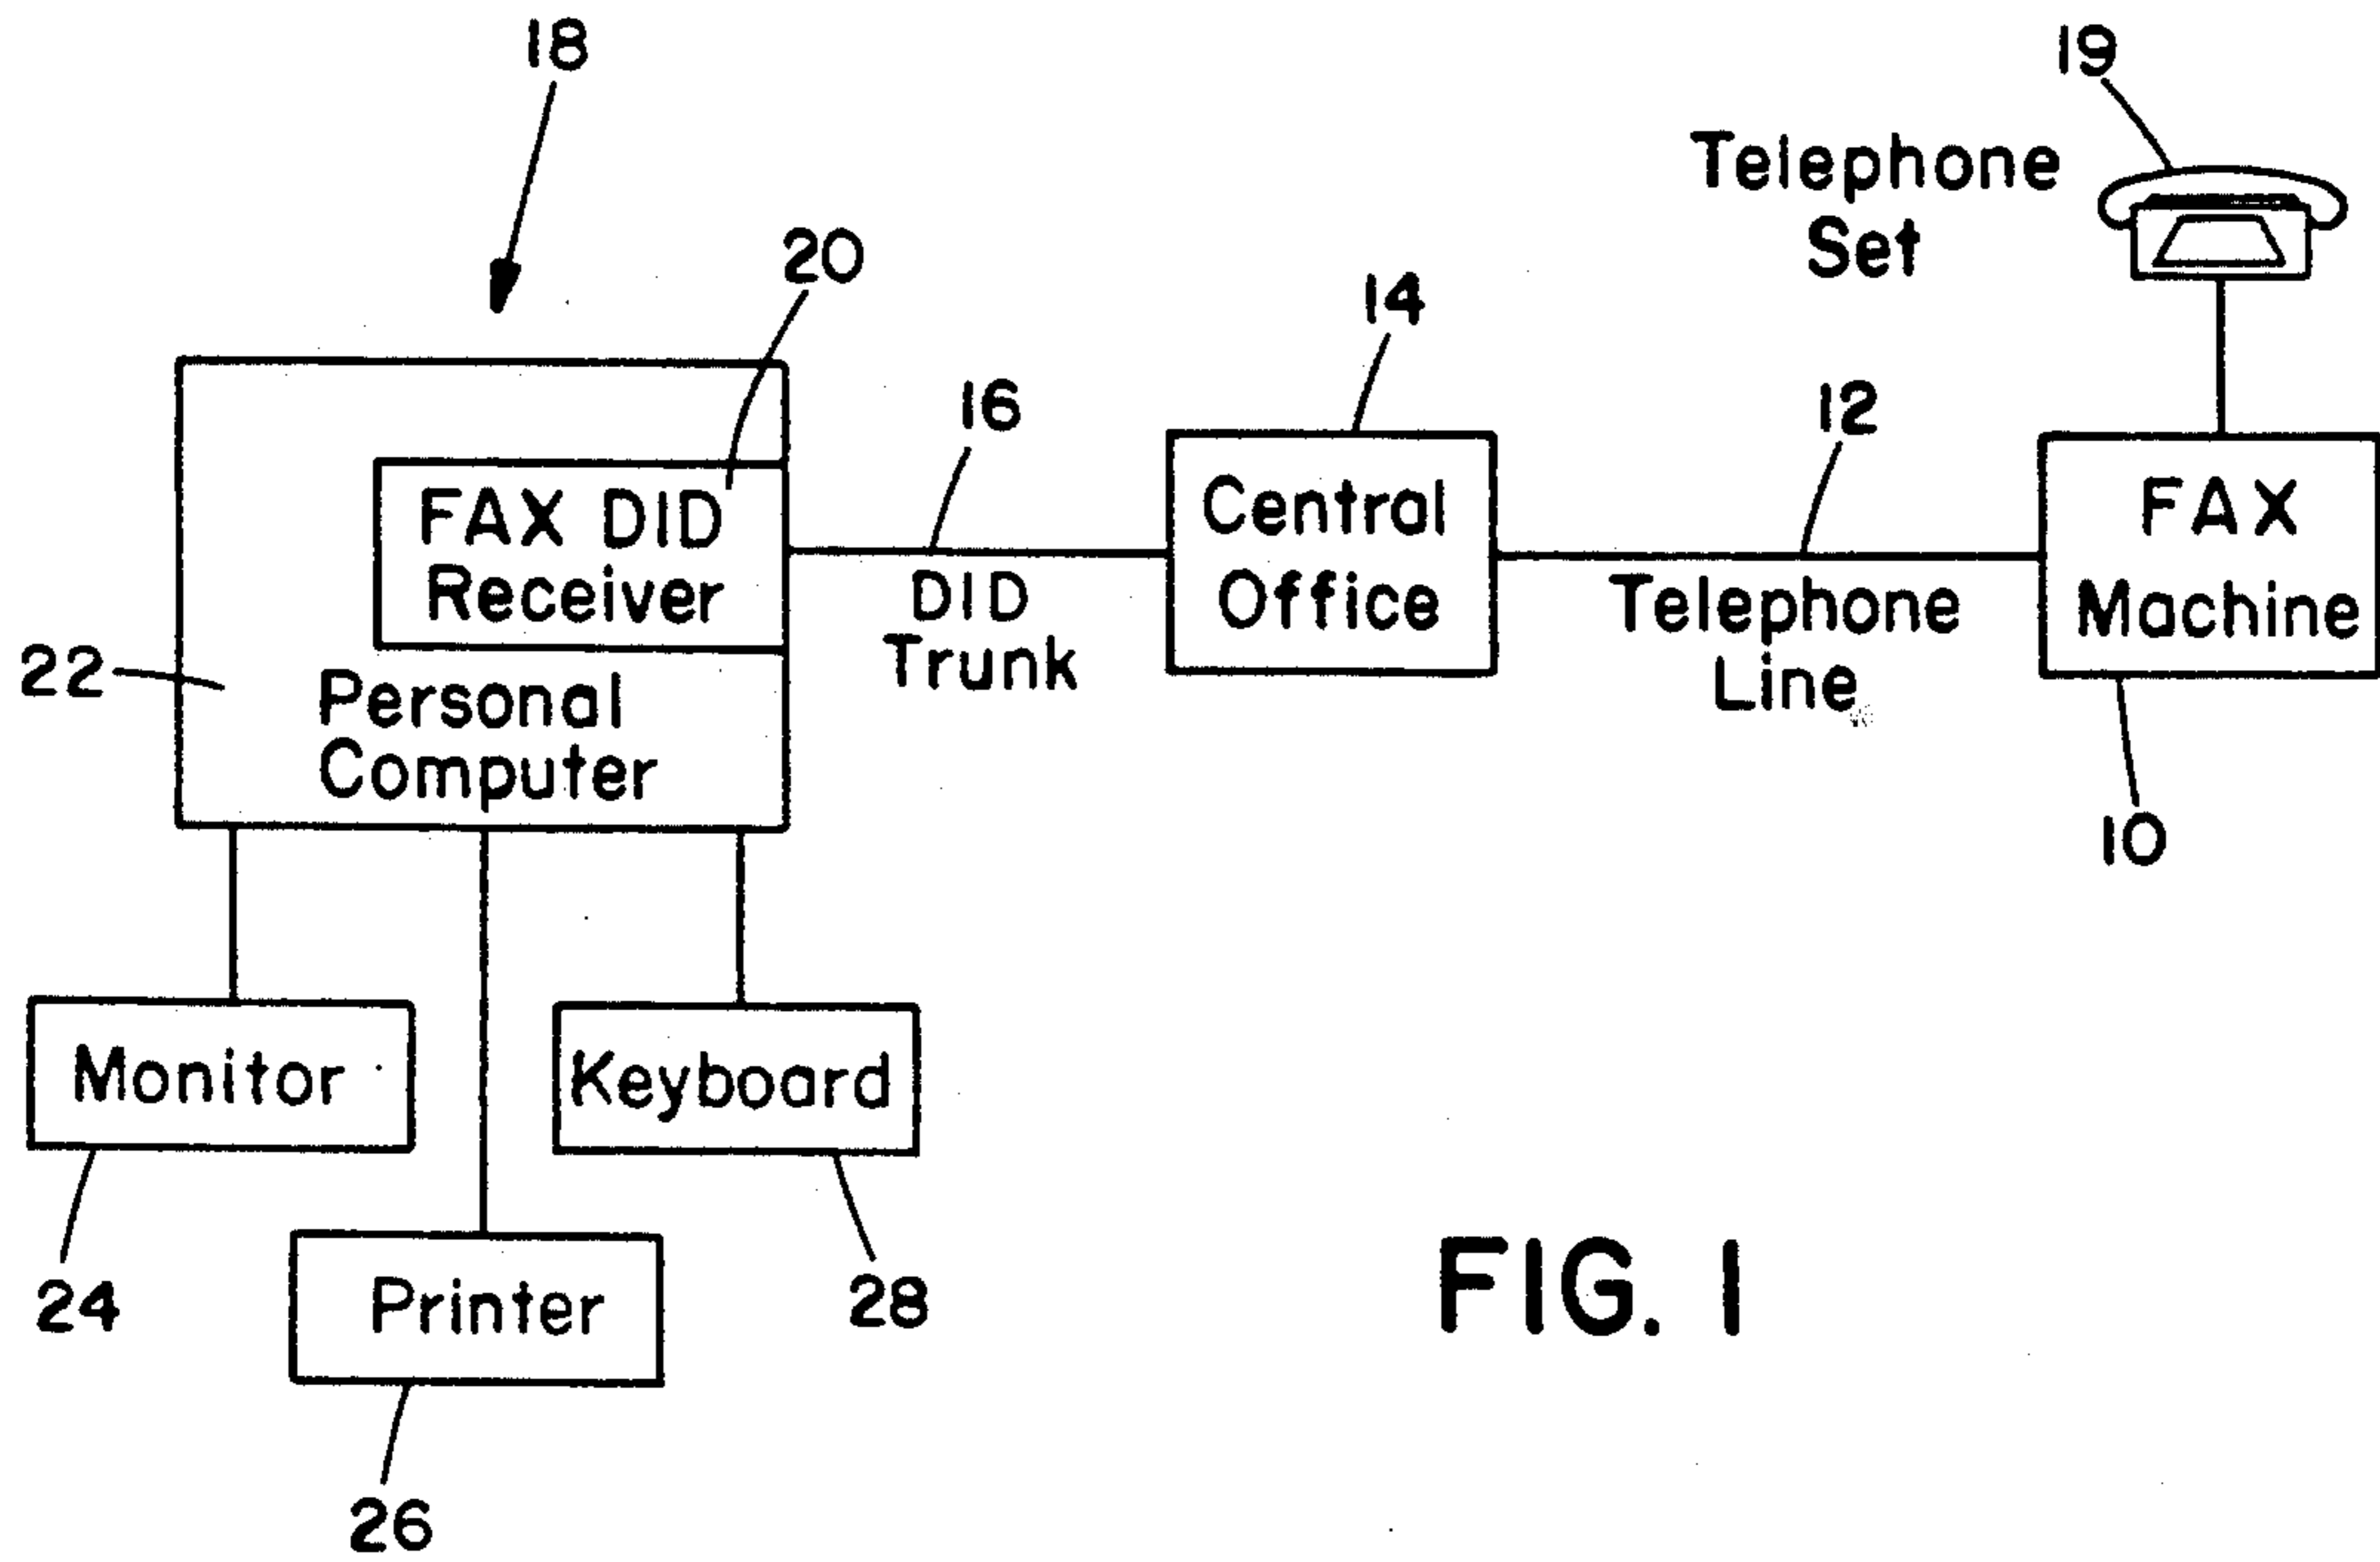 18
19
Telephone
Set
20
14
16
12
FAX DID
Receiver
Central
Office
FAX
Machine
DID
Trunk
Telephone
Line
22
Personal
Computer
10
Monitor
Keyboard
24
28
Printer
26
FIG. 1